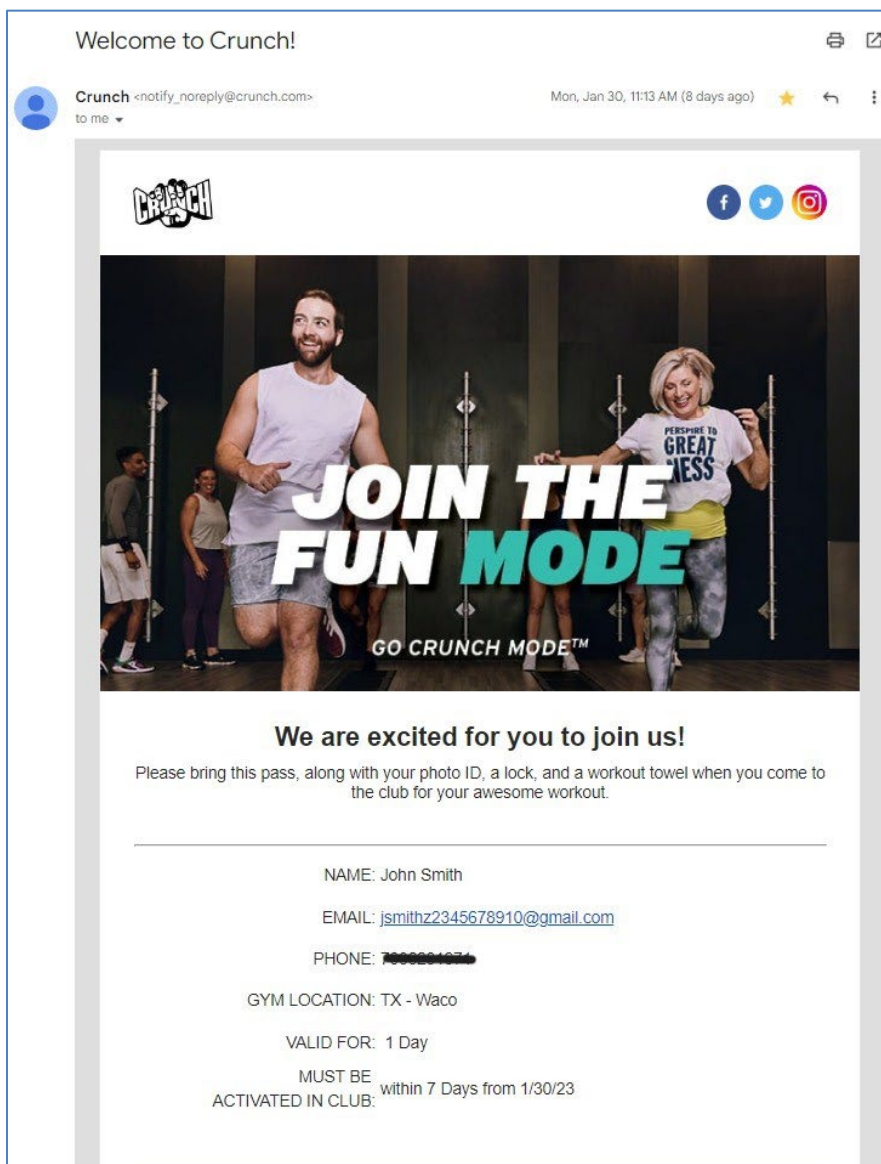 Welcome to Crunch!
Crunch <notify_noreply@crunch.com>
Mon, Jan 30, 11:13 AM (8 days ago)
to me
CRUNCH
PERSPIRE TO
GREAT
NESS
JOIN THE
FUN MODE
GO CRUNCH MODE™
We are excited for you to join us!
Please bring this pass, along with your photo ID, a lock, and a workout towel when you come to
the club for your awesome workout.
NAME: John Smith
EMAIL: jsmithz2345678910@gmail.com
PHONE:
GYM LOCATION: TX - Waco
VALID FOR: 1 Day
MUST BE
ACTIVATED IN CLUB: within 7 Days from 1/30/23